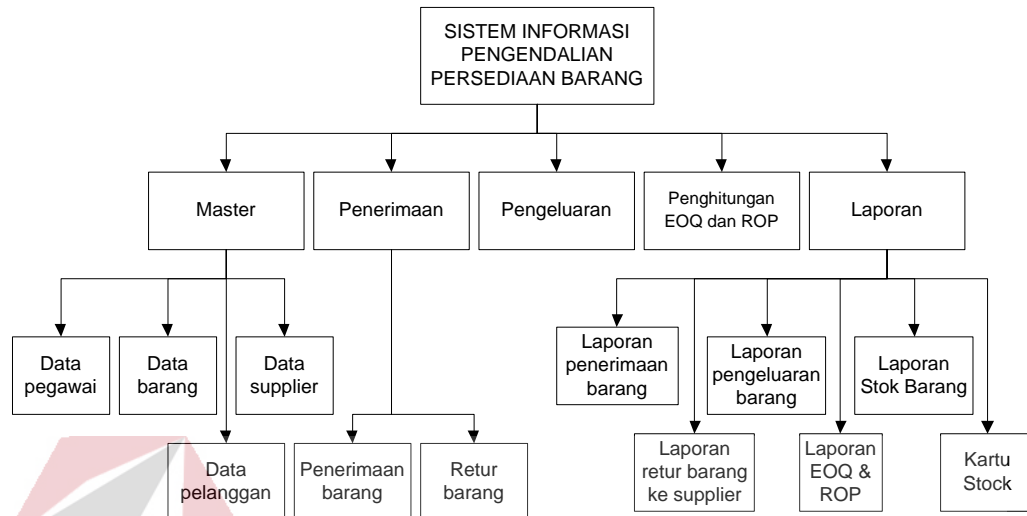 SISTEM INFORMASI
PENGENDALIAN
PERSEDIAAN BARANG
Master
Penerimaan
Pengeluaran
Penghitungan
EOQ dan ROP
Laporan
Data
pegawai
Data
barang
Data
supplier
Laporan
penerimaan
barang
Laporan
pengeluaran
barang
Laporan
Stok Barang
Data
pelanggan
Penerimaan
barang
Retur
barang
Laporan
retur barang
ke supplier
Laporan
EOQ &
ROP
Kartu
Stock